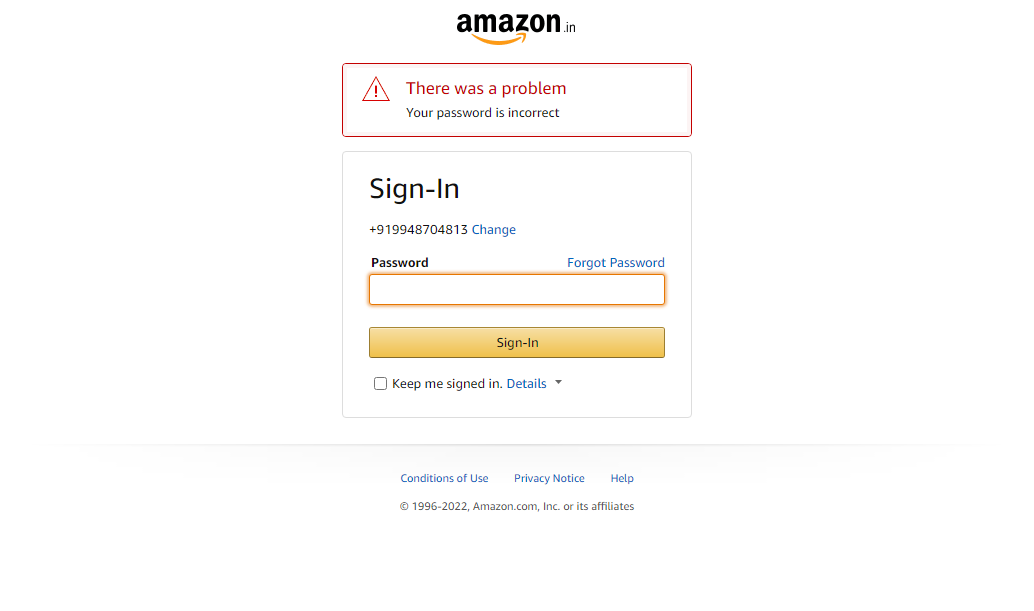 amazon.in
There was a problem
Your password is incorrect
Sign-In
+919948704813 Change
Password Forgot Password
Sign-In
Keep me signed in. Details
Conditions of Use Privacy Notice Help
© 1996-2022, Amazon.com, Inc. or its affiliates